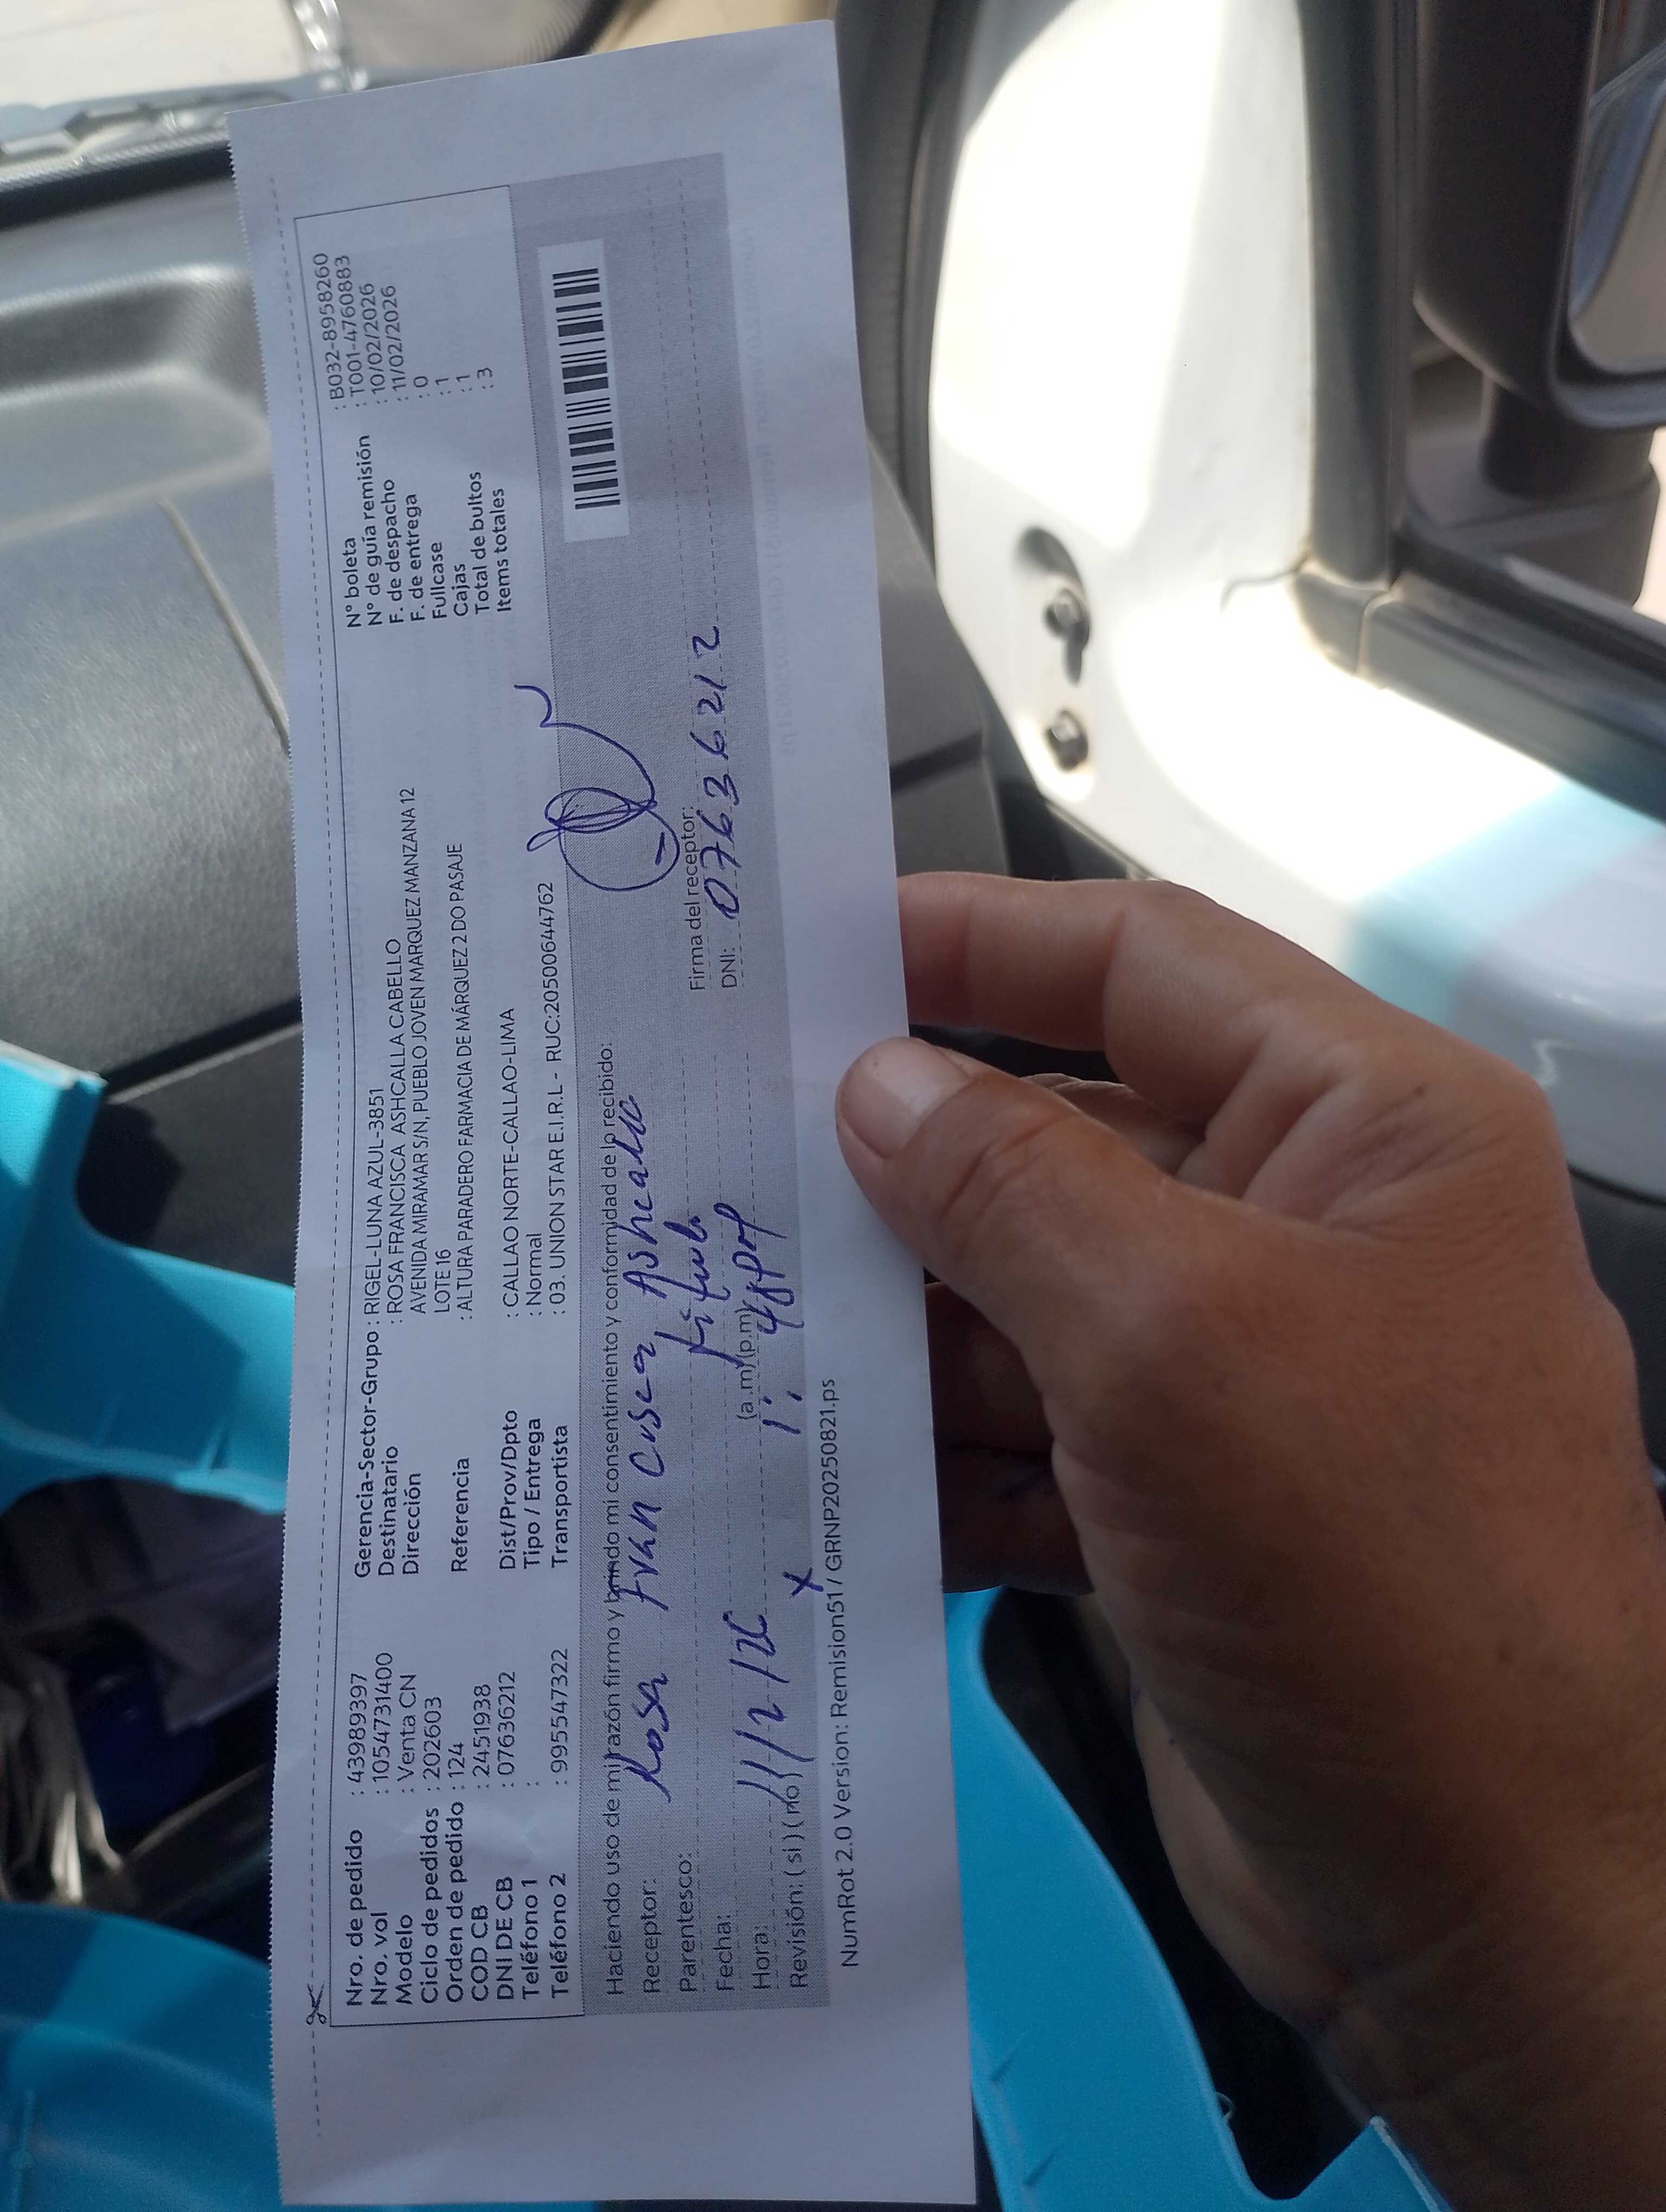 Nro. de pedido : 43989397
Nro. vol : 1054731400
Modelo : Venta CN
Ciclo de pedidos : 202603
Orden de pedido : 124
COD CB : 2451938
DNI DE CB : 07636212
Teléfono 1 :
Teléfono 2 : 995547322
Gerencia-Sector-Grupo : RIGEL-LUNA AZUL-3851
Destinatario : ROSA FRANCISCA ASHCALLA CABELLO
Dirección AVENIDA MIRAMAR S/N, PUEBLO JOVEN MARQUEZ MANZANA 12
LOTE 16
Referencia : ALTURA PARADERO FARMACIA DE MÁRQUEZ 2 DO PASAJE
Dist/Prov/Dpto : CALLAO NORTE-CALLAO-LIMA
Tipo / Entrega : Normal
Transportista : 03. UNION STAR E.I.R.L - RUC:20500644762
N° boleta : B032-8958260
N° de guía remisión : T001-4760883
F. de despacho : 10/02/2026
F. de entrega : 11/02/2026
Fullcase : 0
Cajas : 1
Total de bultos : 1
Items totales : 3
Haciendo uso de mi razón firmo y brindo mi consentimiento y conformidad de lo recibido:
Receptor: Rosa
Parentesco:
Fecha: 11/2/26
Hora: (a.m)(p.m)
Revisión: ( si ) ( no ) X
Firma del receptor:
DNI: 07636212
NumRot 2.0 Version: Remision51 / GRNP20250821.ps